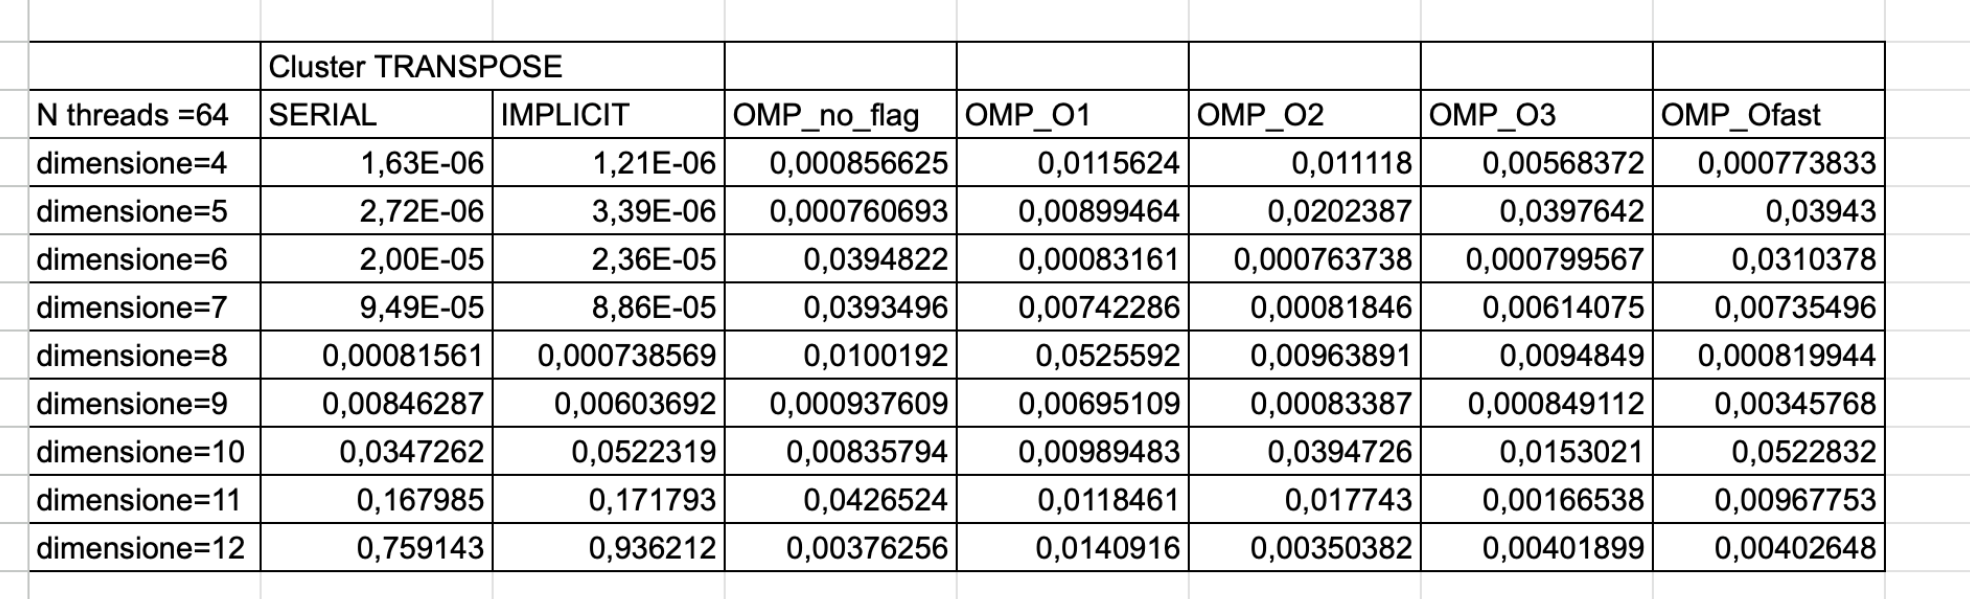 Cluster TRANSPOSE
N threads =64 SERIAL IMPLICIT OMP_no_flag OMP_O1 OMP_O2 OMP_O3 OMP_Ofast
dimensione=4 1,63E-06 1,21E-06 0,000856625 0,0115624 0,011118 0,00568372 0,000773833
dimensione=5 2,72E-06 3,39E-06 0,000760693 0,00899464 0,0202387 0,0397642 0,03943
dimensione=6 2,00E-05 2,36E-05 0,0394822 0,00083161 0,000763738 0,000799567 0,0310378
dimensione=7 9,49E-05 8,86E-05 0,0393496 0,00742286 0,00081846 0,00614075 0,00735496
dimensione=8 0,00081561 0,000738569 0,0100192 0,0525592 0,00963891 0,0094849 0,000819944
dimensione=9 0,00846287 0,00603692 0,000937609 0,00695109 0,00083387 0,000849112 0,00345768
dimensione=10 0,0347262 0,0522319 0,00835794 0,00989483 0,0394726 0,0153021 0,0522832
dimensione=11 0,167985 0,171793 0,0426524 0,0118461 0,017743 0,00166538 0,00967753
dimensione=12 0,759143 0,936212 0,00376256 0,0140916 0,00350382 0,00401899 0,00402648